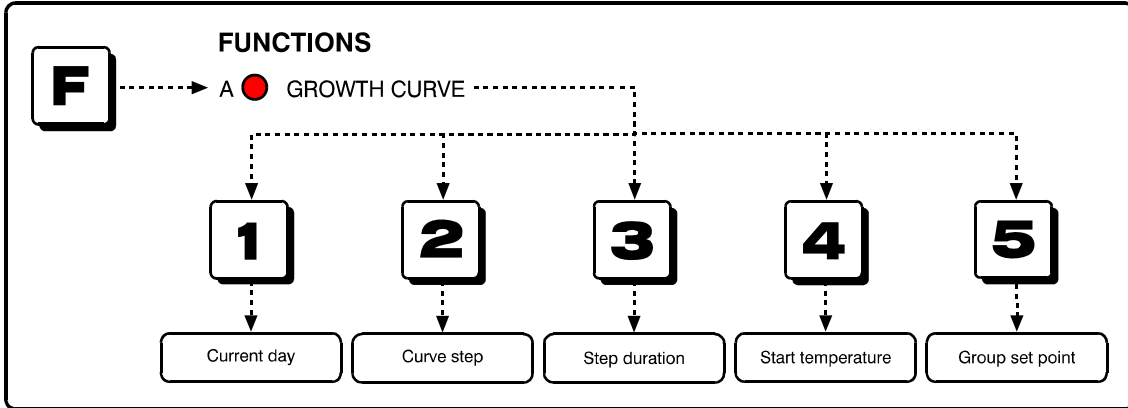 FUNCTIONS
F
A GROWTH CURVE
1 2 3 4 5
Current day Curve step Step duration Start temperature Group set point